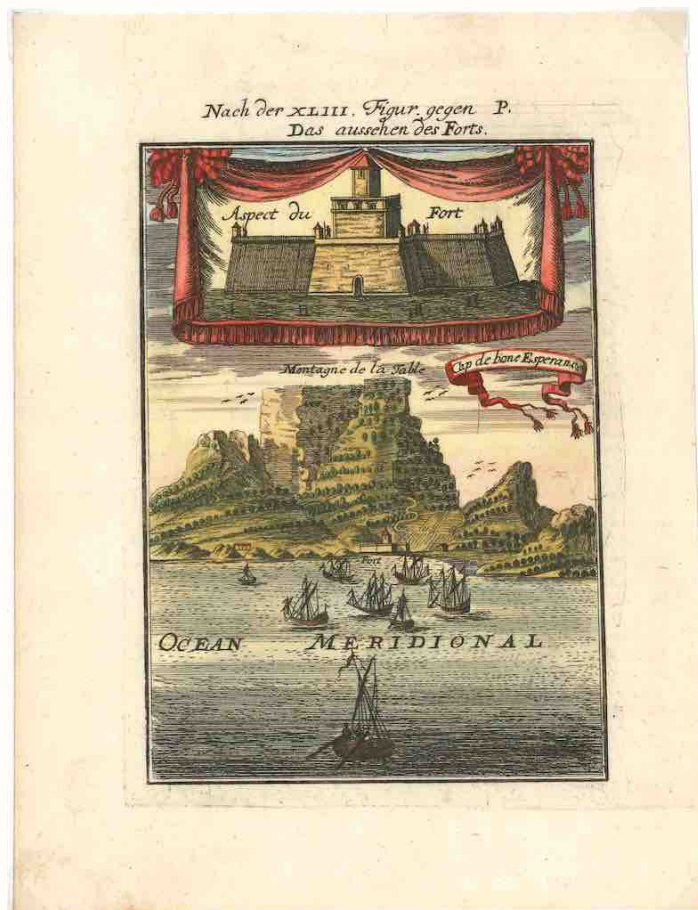 Nach der XLIII. Figur. gegen P.
Das aussehen des Forts.
Aspect du Fort
Montagne de la Table
Cap de bone Esperance
Fort
OCEAN MERIDIONAL